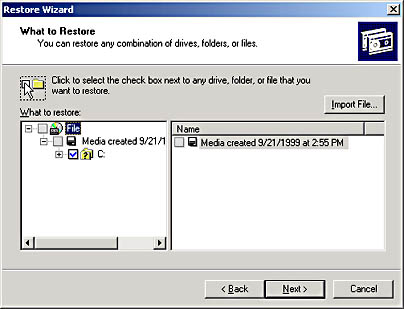 Restore Wizard
What to Restore
You can restore any combination of drives, folders, or files.
Click to select the check box next to any drive, folder, or file that you
want to restore.
Import File...
What to restore:
File
Media created 9/21/1
C:
Name
Media created 9/21/1999 at 2:55 PM
< Back
Next >
Cancel